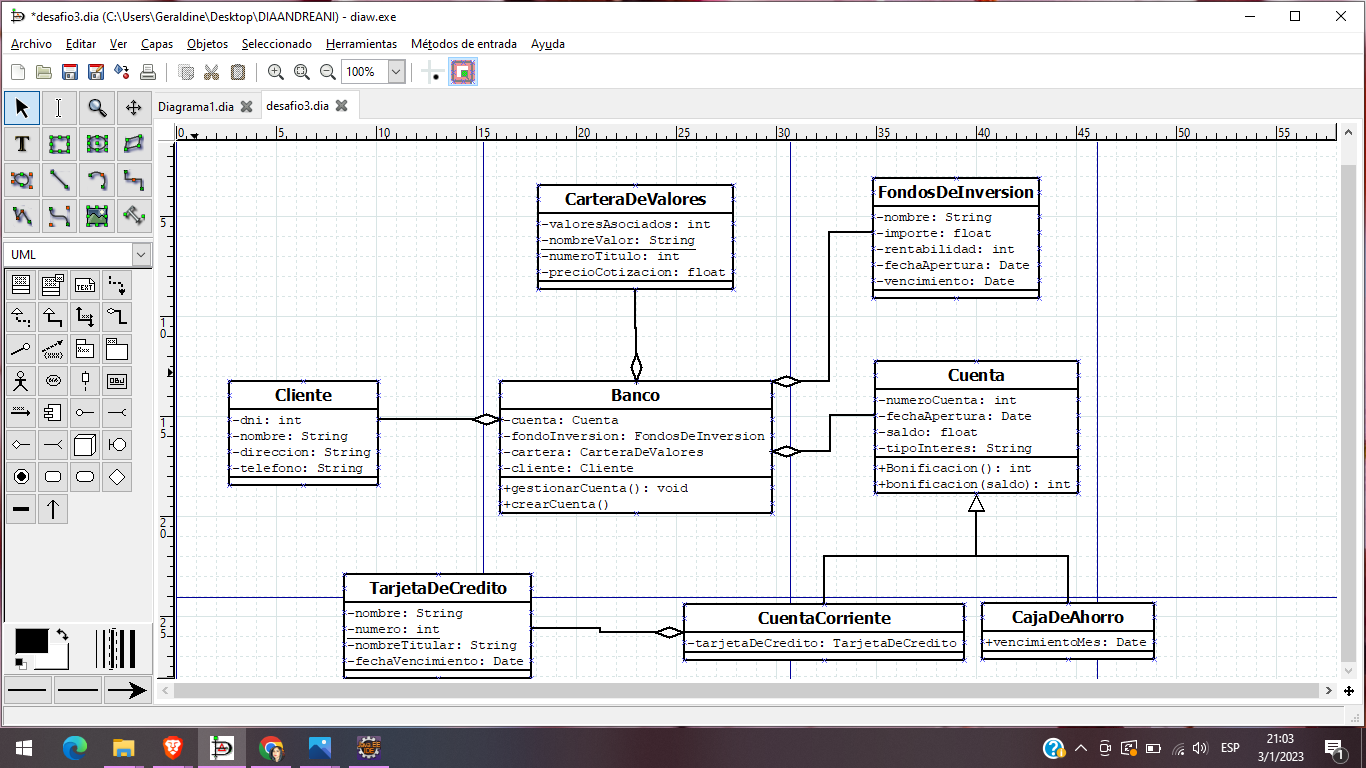 *desafio3.dia (C:\Users\Geraldine\Desktop\DIAANDREANI) - diaw.exe
Archivo Editar Ver Capas Objetos Seleccionado Herramientas Métodos de entrada Ayuda
100%
Diagrama1.dia desafio3.dia
0 5 10 15 20 25 30 35 40 45 50 55
T
UML
TEXT
OBJ
5
10
15
20
25
CarteraDeValores
-valoresAsociados: int
-nombreValor: String
-numeroTitulo: int
-precioCotizacion: float
FondosDeInversion
-nombre: String
-importe: float
-rentabilidad: int
-fechaApertura: Date
-vencimiento: Date
Cliente
-dni: int
-nombre: String
-direccion: String
-telefono: String
Banco
-cuenta: Cuenta
-fondoInversion: FondosDeInversion
-cartera: CarteraDeValores
-cliente: Cliente
+gestionarCuenta(): void
+crearCuenta()
Cuenta
-numeroCuenta: int
-fechaApertura: Date
-saldo: float
-tipoInteres: String
+Bonificacion(): int
+bonificacion(saldo): int
TarjetaDeCredito
-nombre: String
-numero: int
-nombreTitular: String
-fechaVencimiento: Date
CuentaCorriente
-tarjetaDeCredito: TarjetaDeCredito
CajaDeAhorro
+vencimientoMes: Date
ESP
21:03
3/1/2023
1